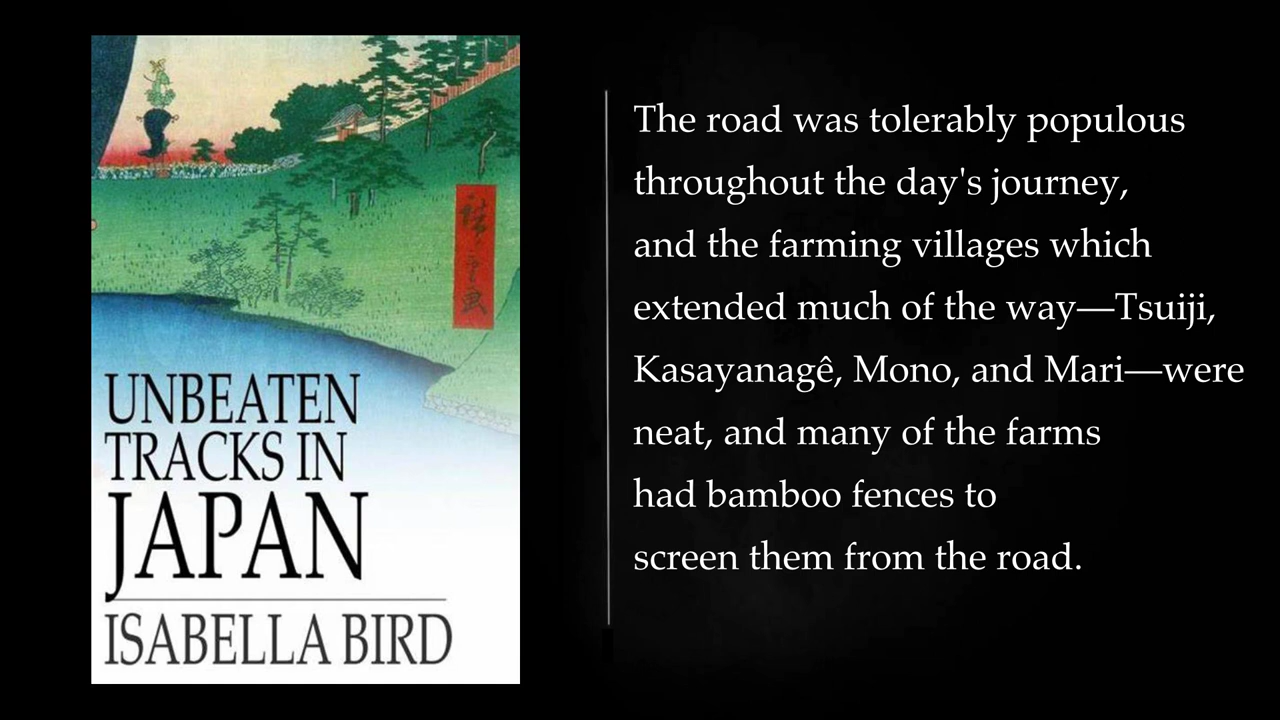 UNBEATEN
TRACKS IN
JAPAN
ISABELLA BIRD
The road was tolerably populous
throughout the day's journey,
and the farming villages which
extended much of the way—Tsuiji,
Kasayanagê, Mono, and Mari—were
neat, and many of the farms
had bamboo fences to
screen them from the road.